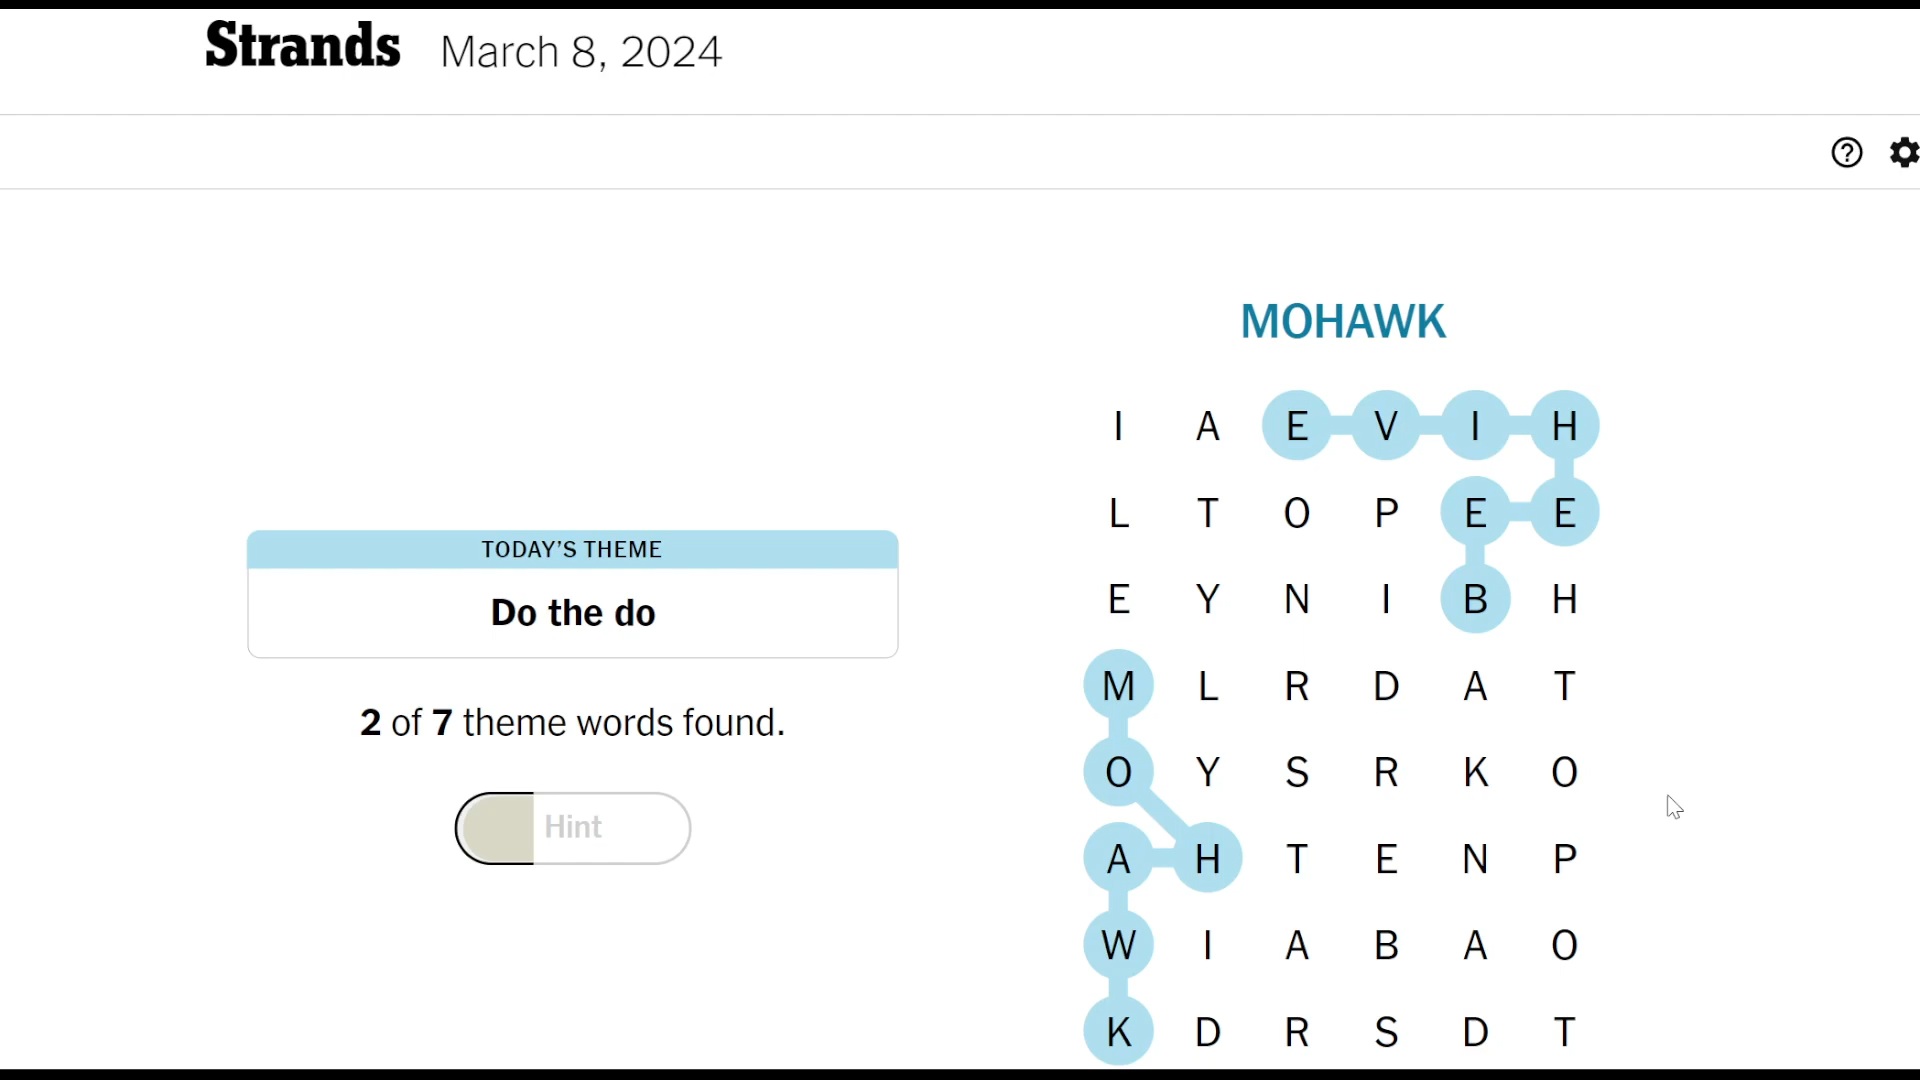 Strands March 8, 2024
MOHAWK
I A E V I H
L T O P E E
TODAY'S THEME
Do the do
E Y N I B H
M L R D A T
2 of 7 theme words found.
O Y S R K O
Hint
A H T E N P
W I A B A O
K D R S D T